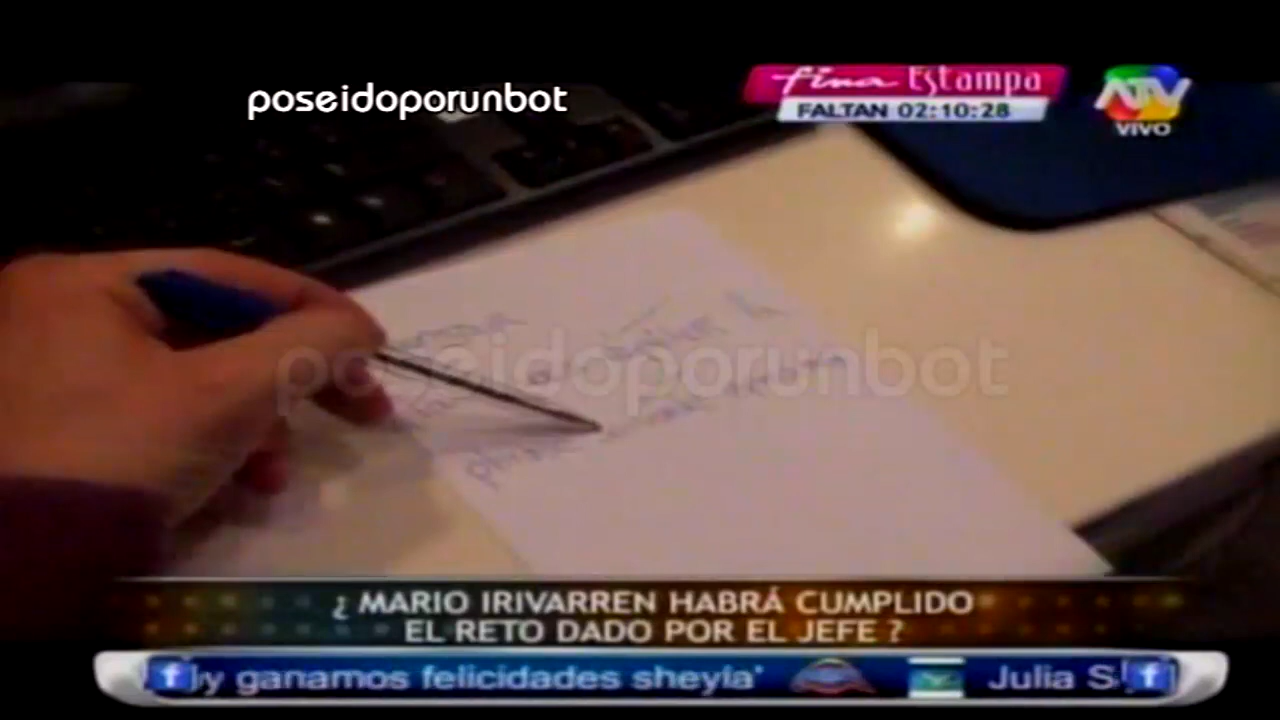 poseidoporunbot
fina Estampa
FALTAN 02:10:28
ATV
VIVO
poseidoporunbot
¿ MARIO IRIVARREN HABRÁ CUMPLIDO
EL RETO DADO POR EL JEFE ?
y ganamos felicidades sheyla" Julia S